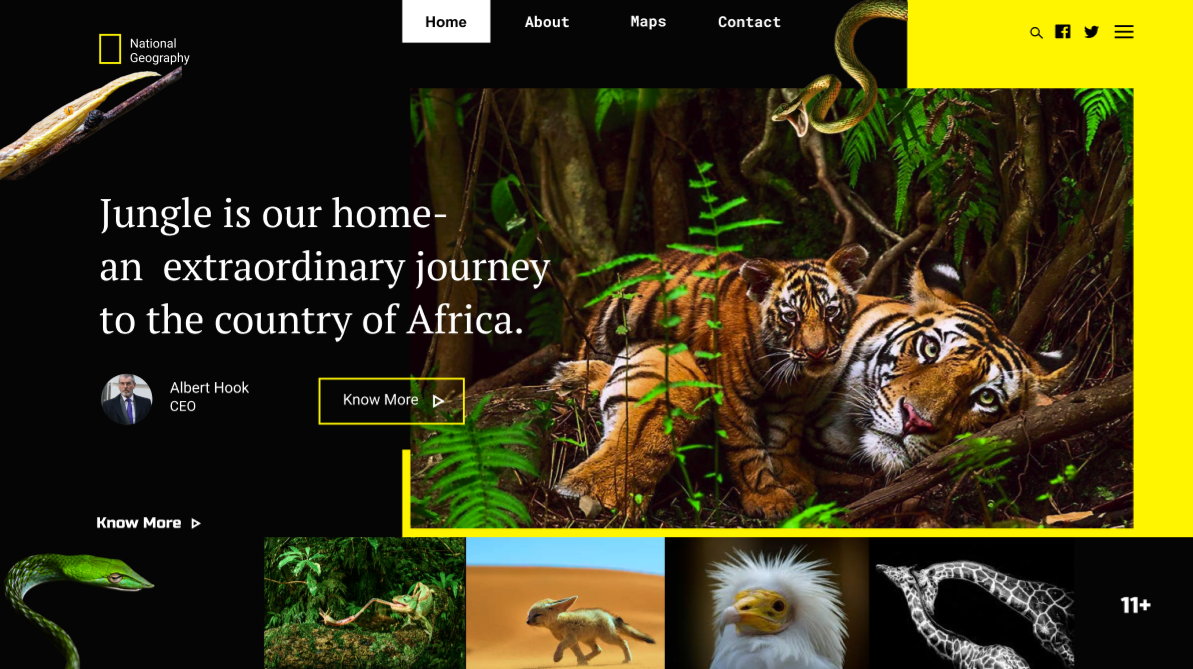 Home
About
Maps
Contact
National
Geography
Jungle is our home-
an extraordinary journey
to the country of Africa.
Albert Hook
CEO
Know More
Know More
11+